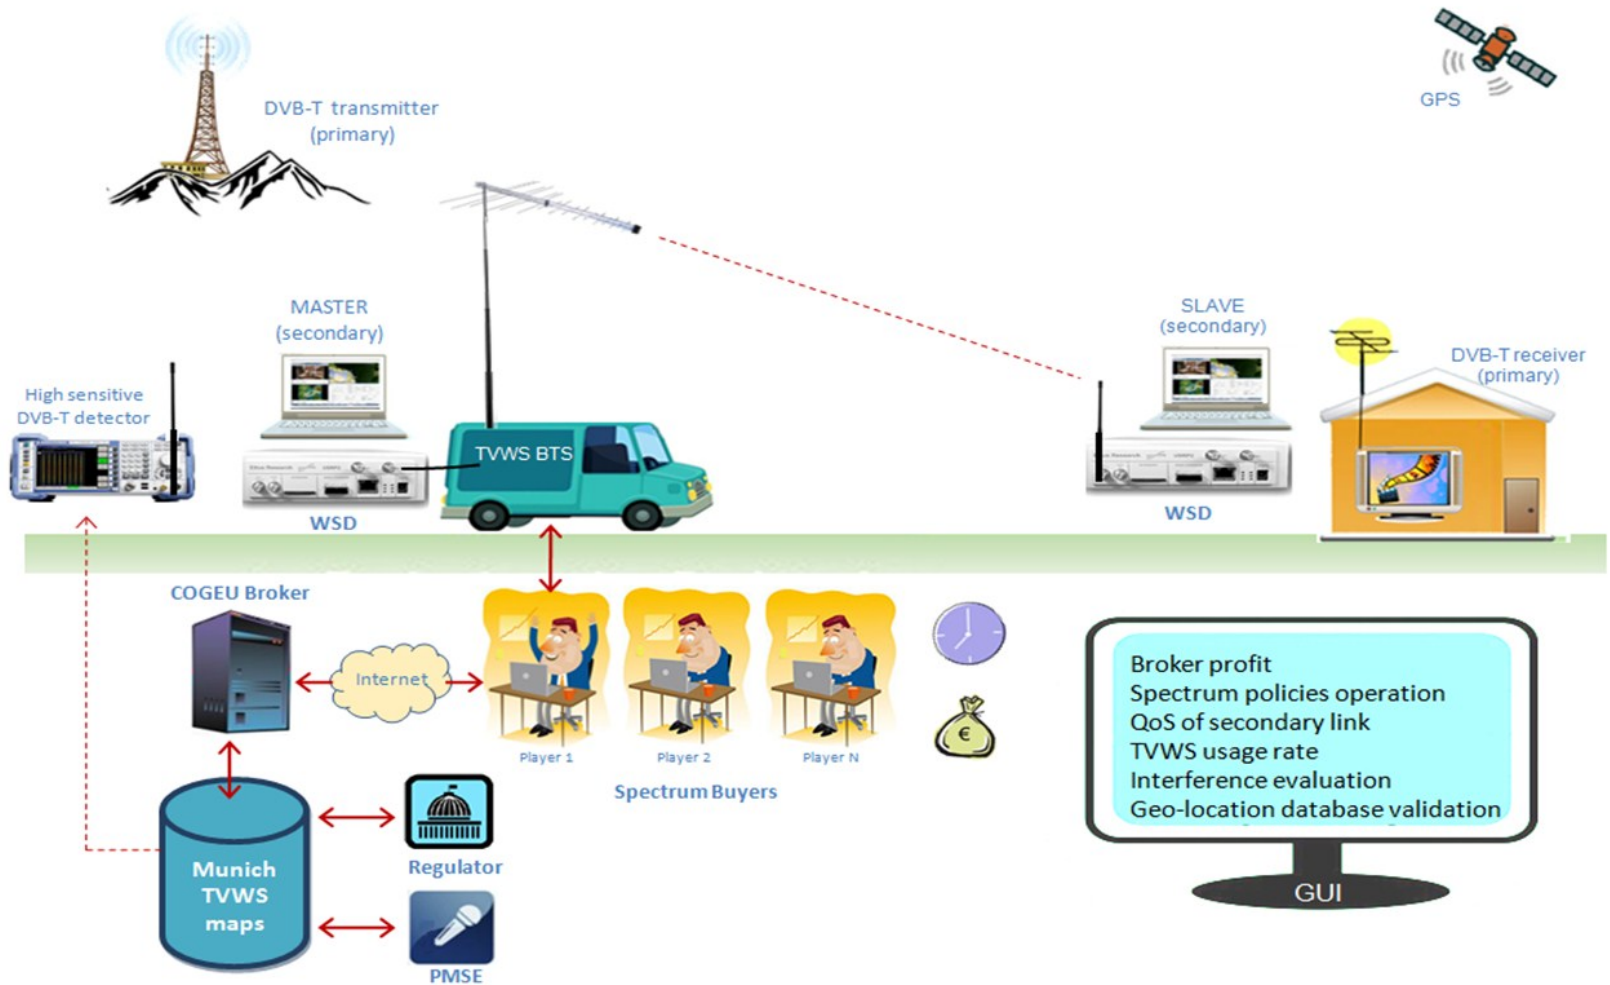 DVB-T transmitter
(primary)
GPS
MASTER
(secondary)
SLAVE
(secondary)
DVB-T receiver
(primary)
High sensitive
DVB-T detector
TVWS BTS
WSD
WSD
COGEU Broker
Internet
Player 1
Player 2
Player N
Spectrum Buyers
€
Broker profit
Spectrum policies operation
QoS of secondary link
TVWS usage rate
Interference evaluation
Geo-location database validation
GUI
Munich
TVWS
maps
Regulator
PMSE